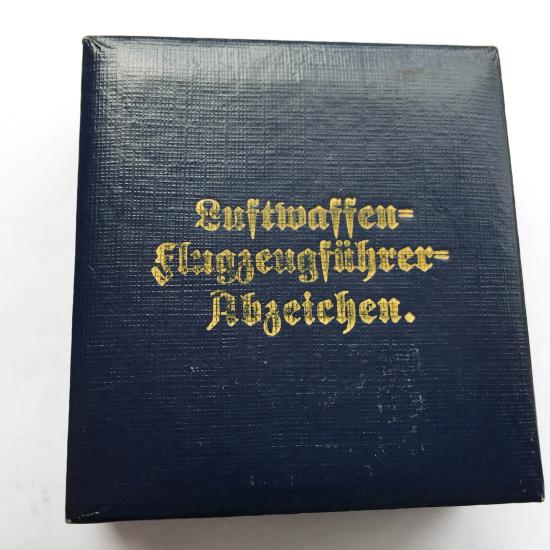 Luftwaffen=
Flugzeugführer=
Abzeichen.